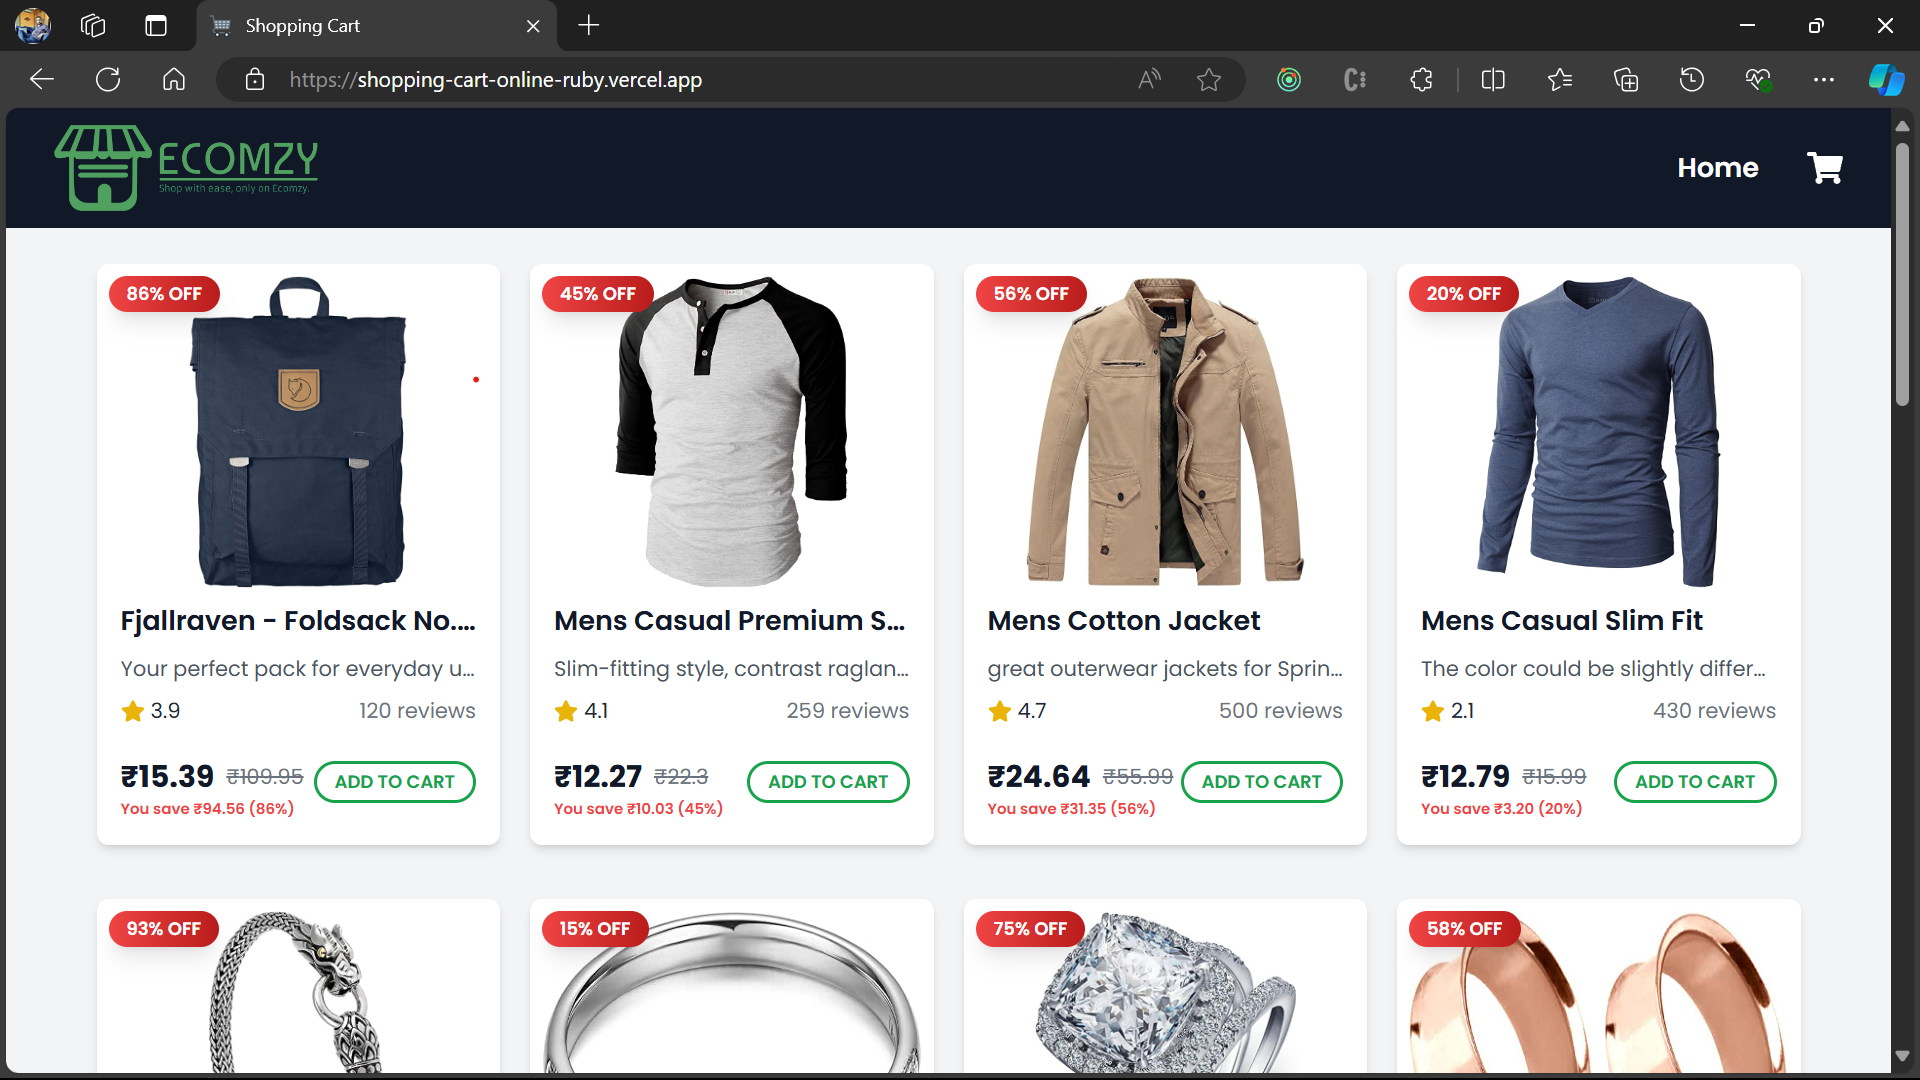 Shopping Cart
https://shopping-cart-online-ruby.vercel.app
ECOMZY
Shop with ease, only on Ecomzy.
Home
86% OFF
45% OFF
56% OFF
20% OFF
Fjallraven - Foldsack No....
Mens Casual Premium S...
Mens Cotton Jacket
Mens Casual Slim Fit
Your perfect pack for everyday u...
Slim-fitting style, contrast raglan...
great outerwear jackets for Sprin...
The color could be slightly differ...
3.9 120 reviews
4.1 259 reviews
4.7 500 reviews
2.1 430 reviews
₹15.39 ₹109.95 ADD TO CART
You save ₹94.56 (86%)
₹12.27 ₹22.3 ADD TO CART
You save ₹10.03 (45%)
₹24.64 ₹55.99 ADD TO CART
You save ₹31.35 (56%)
₹12.79 ₹15.99 ADD TO CART
You save ₹3.20 (20%)
93% OFF
15% OFF
75% OFF
58% OFF